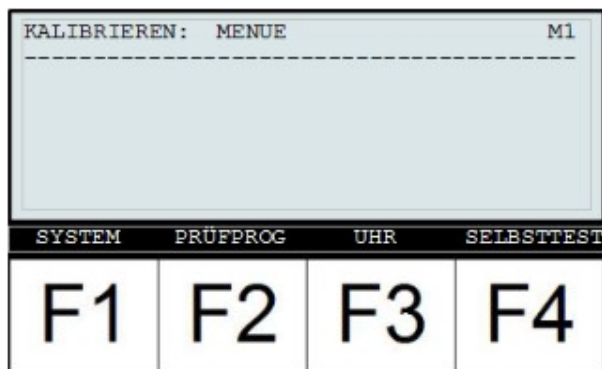 KALIBRIEREN: MENUE M1
----------------------------------------
SYSTEM PRÜFPROG UHR SELBSTTEST
F1 F2 F3 F4